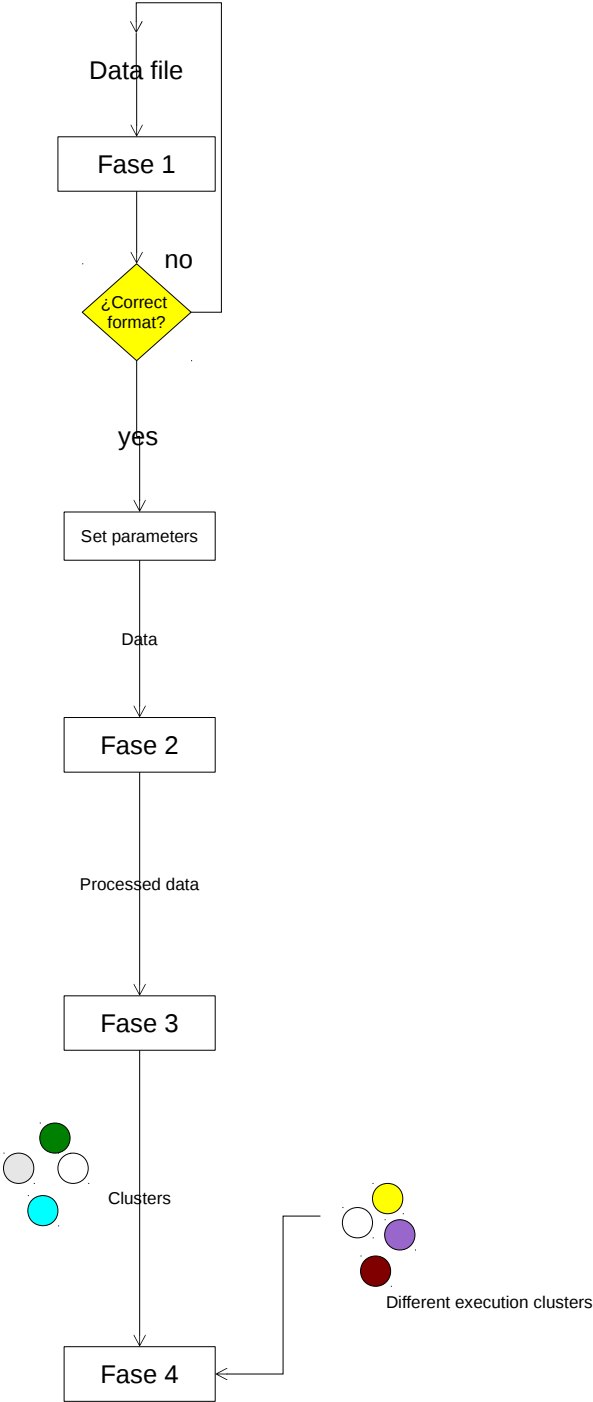 Data file
Fase 1
no
¿Correct
format?
yes
Set parameters
Data
Fase 2
Processed data
Fase 3
Clusters
Different execution clusters
Fase 4